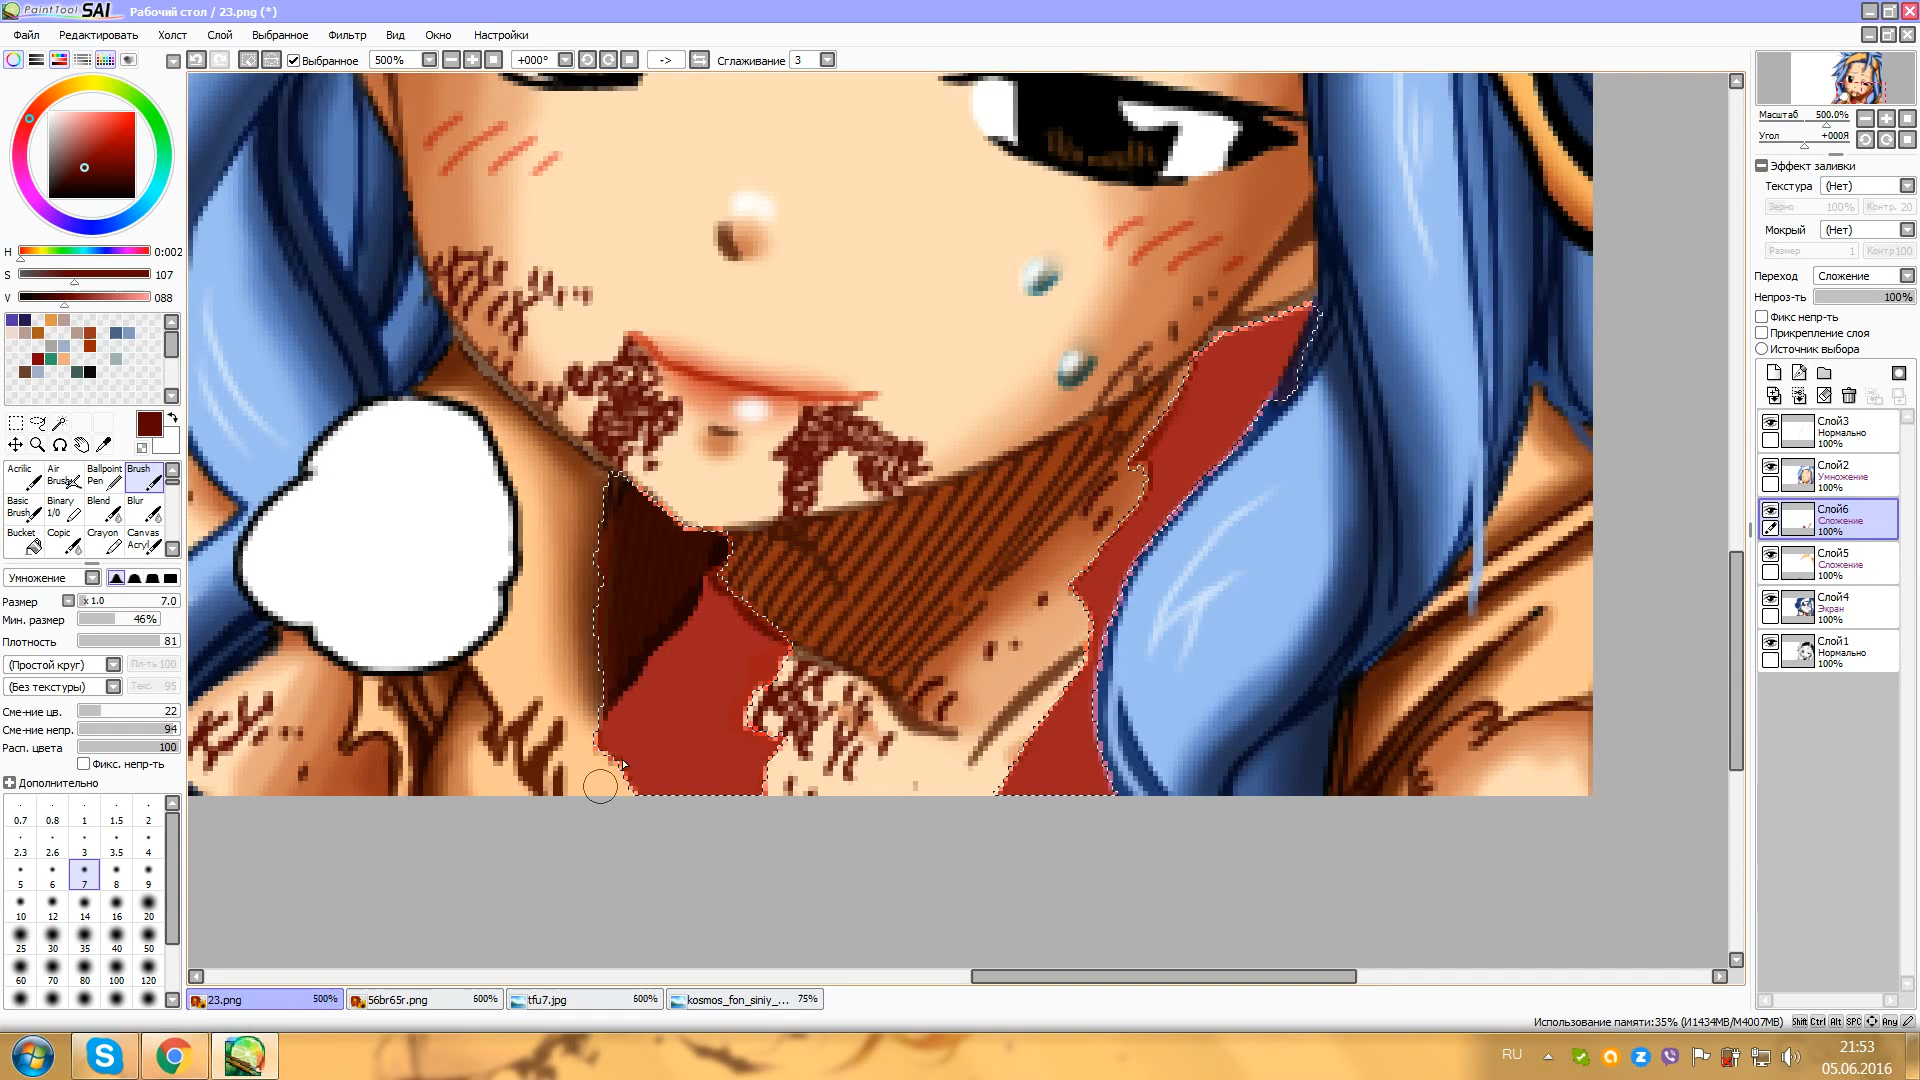 PaintTool SAI Рабочий стол / 23.png (*)
Файл Редактировать Холст Слой Выбранное Фильтр Вид Окно Настройки
Выбранное 500% +000° -> Сглаживание 3
Масштаб 500.0%
Угол +000Я
Эффект заливки
Текстура (Нет)
Зерно 100% Контр. 20
Мокрый (Нет)
Размер 1 Контр100
Переход Сложение
Непроз-ть 100%
Фикс непр-ть
Прикрепление слоя
Источник выбора
Слой3
Нормально
100%
Слой2
Умножение
100%
Слой6
Сложение
100%
Слой5
Сложение
100%
Слой4
Экран
100%
Слой1
Нормально
100%
H 0:002
S 107
V 088
Acrilic Air Brush Ballpoint Pen Brush
Basic Brush Binary 1/0 Blend Blur
Bucket Copic Crayon Canvas Acryl
Умножение
Размер x 1.0 7.0
Мин. размер 46%
Плотность 81
(Простой круг) Пл-ть 100
(Без текстуры) Текс. 95
Сме-ние цв. 22
Сме-ние непр. 94
Расп. цвета 100
Фикс. непр-ть
Дополнительно
0.7 0.8 1 1.5 2
2.3 2.6 3 3.5 4
5 6 7 8 9
10 12 14 16 20
25 30 35 40 50
60 70 80 100 120
23.png 500% 56br65r.png 600% tfu7.jpg 600% kosmos_fon_siniy_... 75%
Использование памяти:35% (И1434MB/M4007MB) Shift Ctrl Alt SPC Any
RU 21:53
05.06.2016